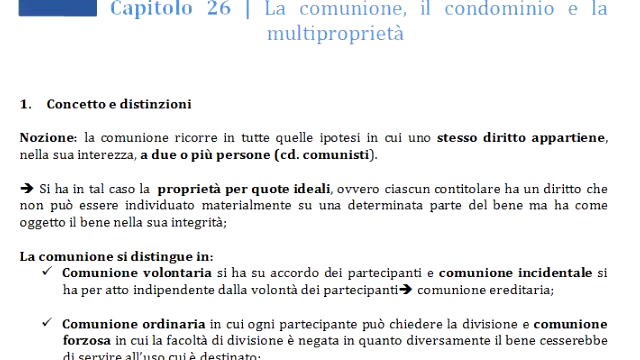 Capitolo 26 | La comunione, il condominio e la
multiproprietà
1. Concetto e distinzioni
Nozione: la comunione ricorre in tutte quelle ipotesi in cui uno stesso diritto appartiene,
nella sua interezza, a due o più persone (cd. comunisti).
➔ Si ha in tal caso la proprietà per quote ideali, ovvero ciascun contitolare ha un diritto che
non può essere individuato materialmente su una determinata parte del bene ma ha come
oggetto il bene nella sua integrità;
La comunione si distingue in:
✓ Comunione volontaria si ha su accordo dei partecipanti e comunione incidentale si
ha per atto indipendente dalla volontà dei partecipanti➔ comunione ereditaria;
✓ Comunione ordinaria in cui ogni partecipante può chiedere la divisione e comunione
forzosa in cui la facoltà di divisione è negata in quanto diversamente il bene cesserebbe
di servire all'uso cui è destinato;